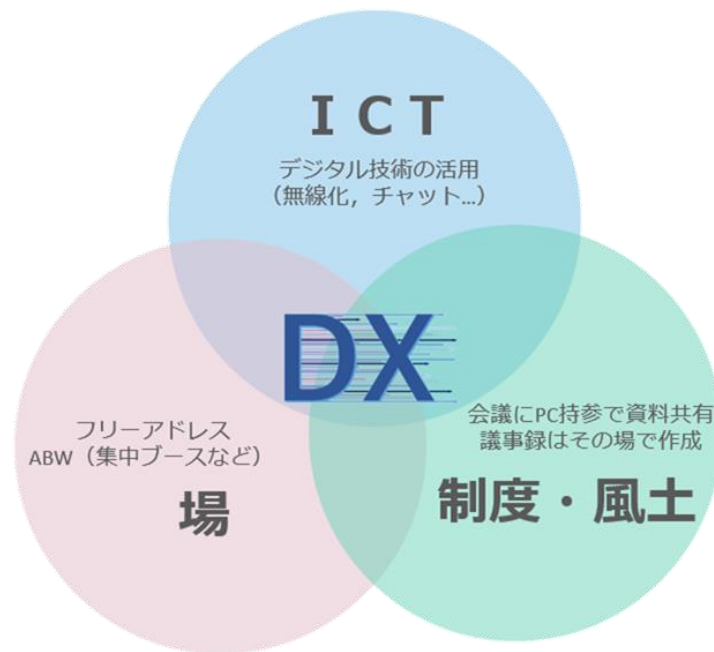 ＩＣＴ
デジタル技術の活用
（無線化，チャット...）
DX
フリーアドレス
ABW（集中ブースなど）
場
会議にPC持参で資料共有
議事録はその場で作成
制度・風土